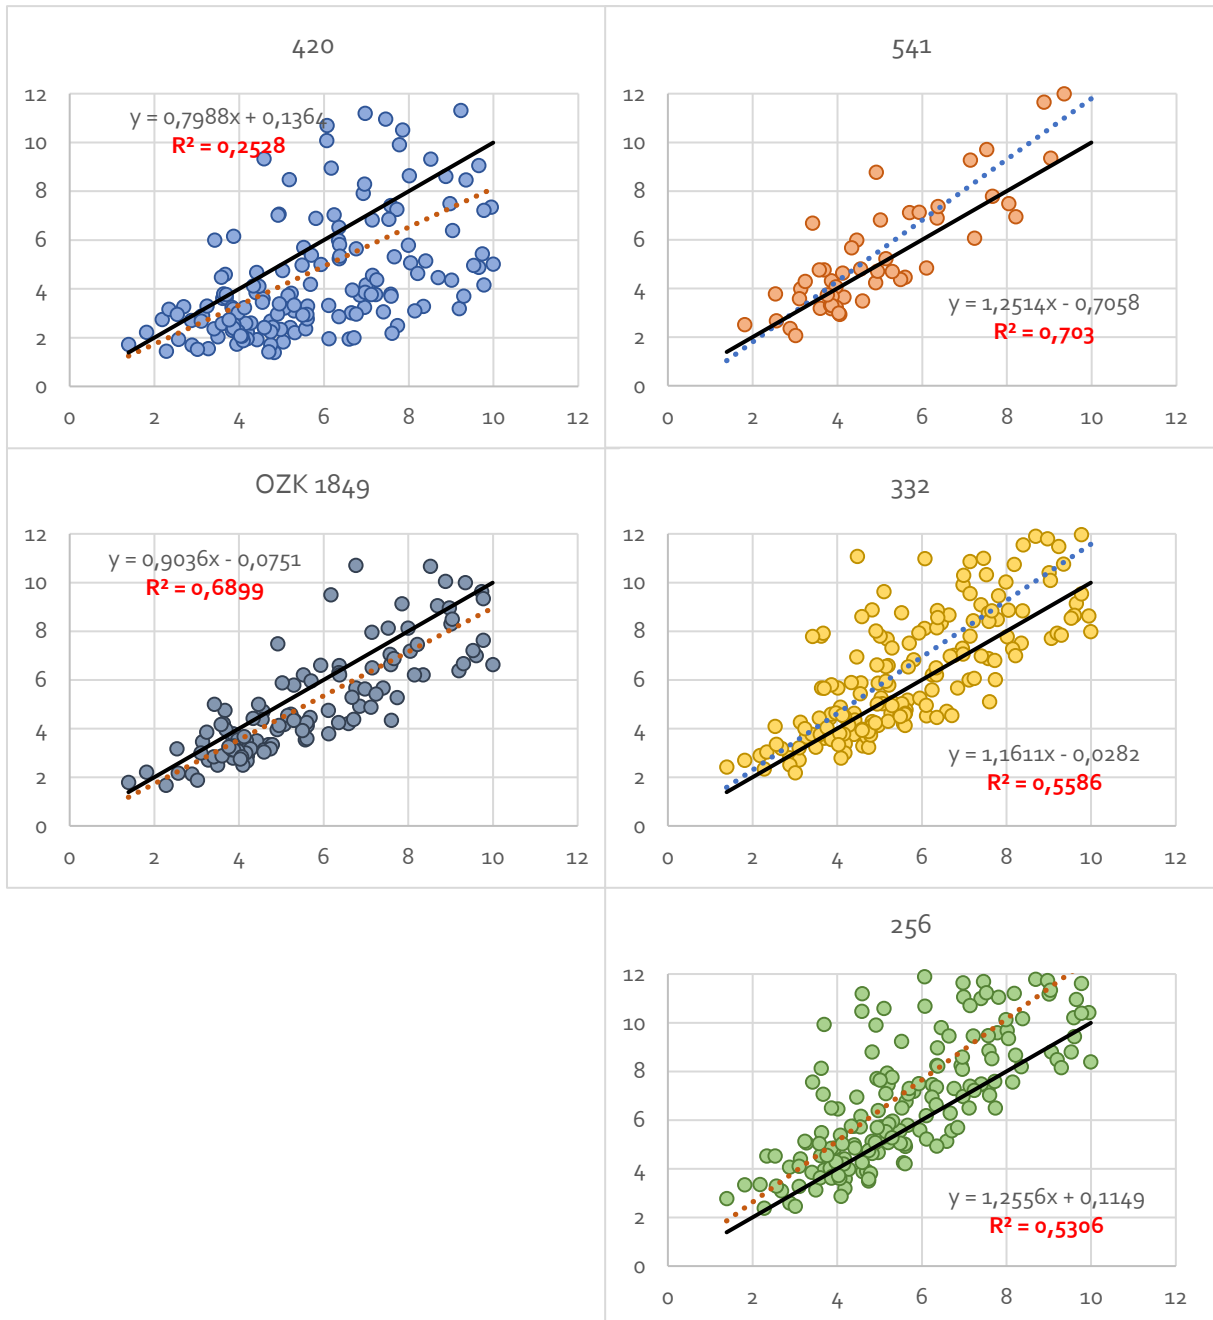 420
12
10
8
6
4
2
0
0 2 4 6 8 10 12
y = 0,7988x + 0,1364
R² = 0,2528
541
12
10
8
6
4
2
0
0 2 4 6 8 10 12
y = 1,2514x - 0,7058
R² = 0,703
OZK 1849
12
10
8
6
4
2
0
0 2 4 6 8 10 12
y = 0,9036x - 0,0751
R² = 0,6899
332
12
10
8
6
4
2
0
0 2 4 6 8 10 12
y = 1,1611x - 0,0282
R² = 0,5586
256
12
10
8
6
4
2
0
0 2 4 6 8 10 12
y = 1,2556x + 0,1149
R² = 0,5306